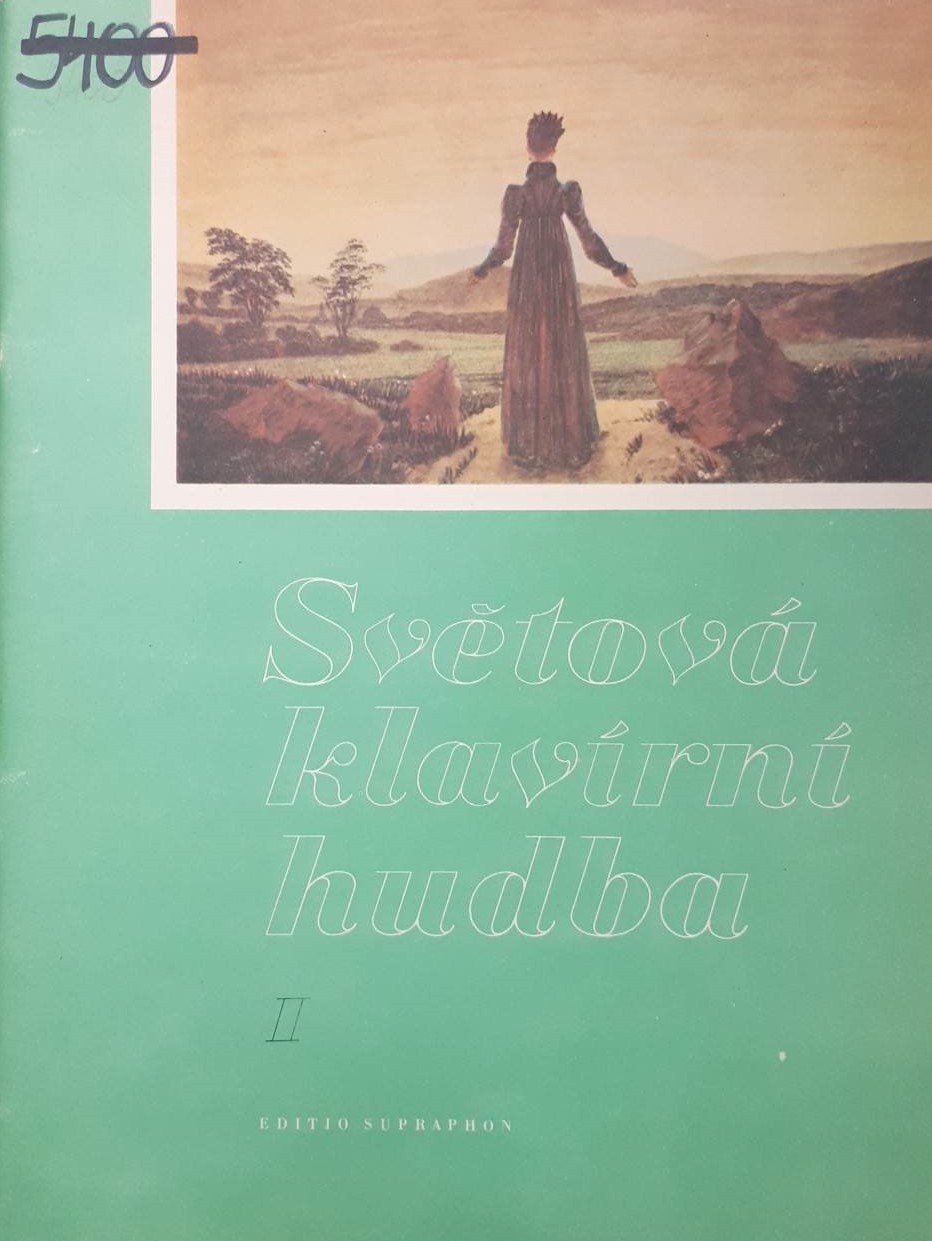 5400
Světová
klavírní
hudba
II
EDITIO SUPRAPHON